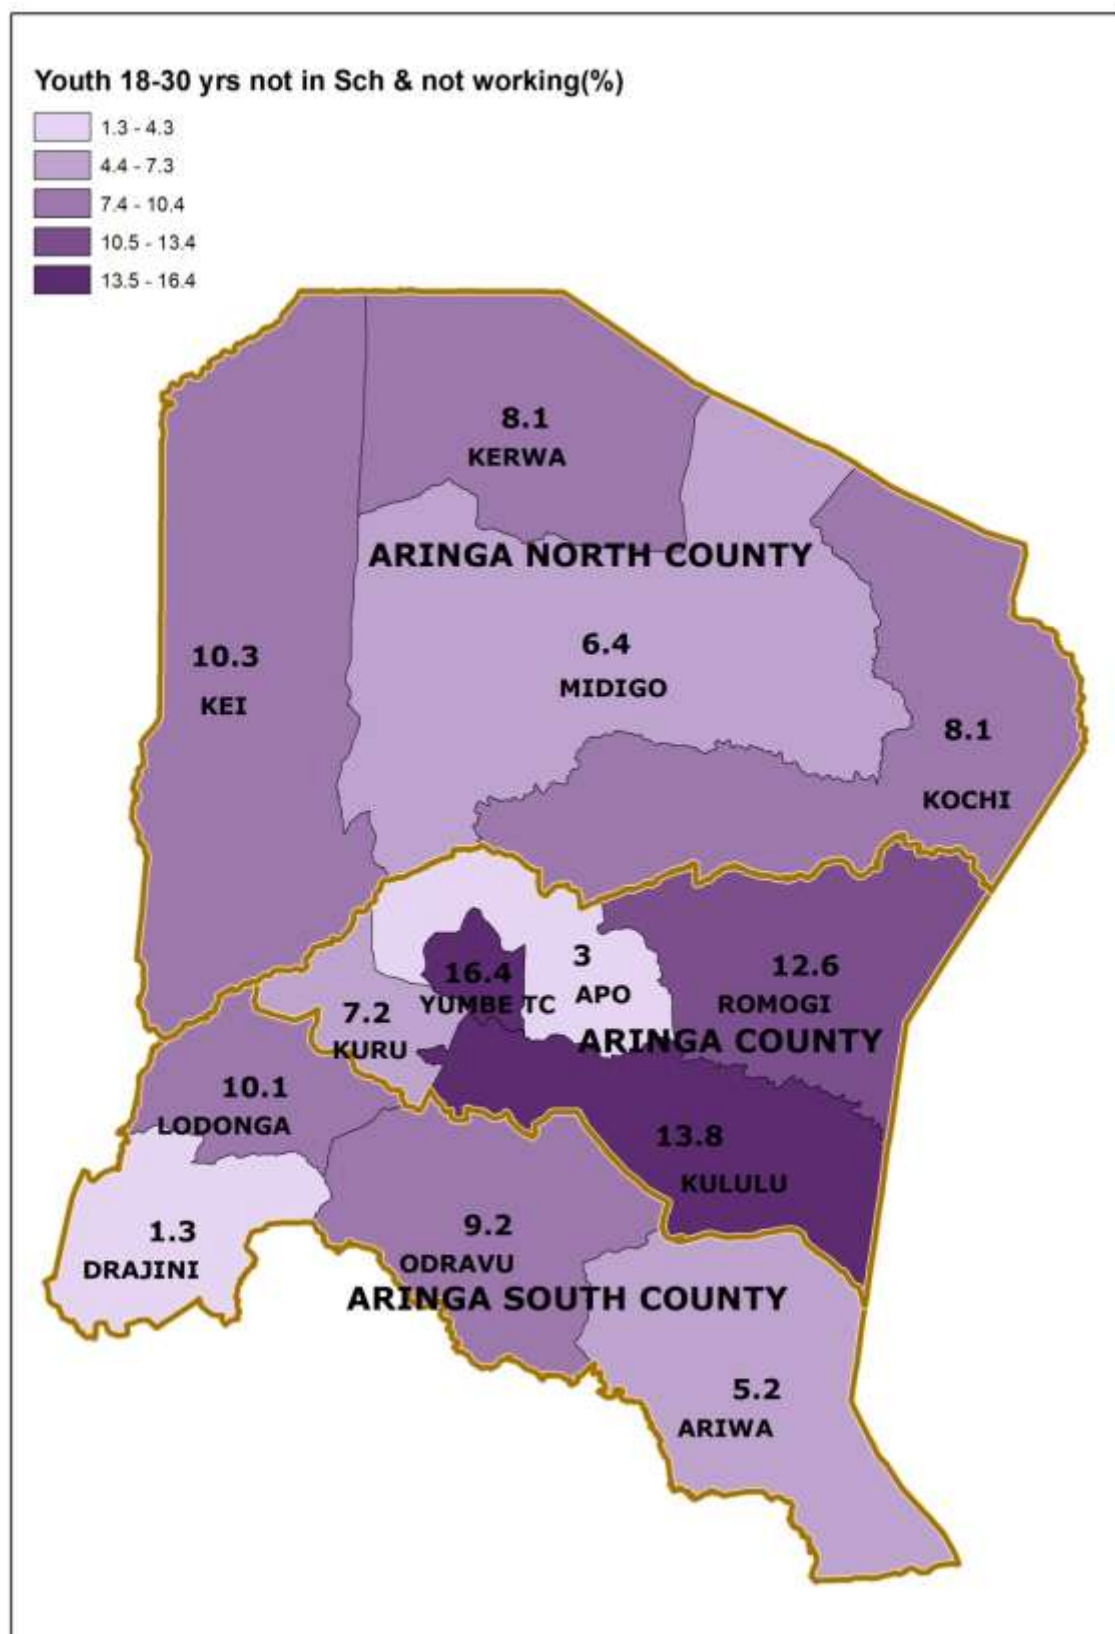 Youth 18-30 yrs not in Sch & not working(%)
1.3 - 4.3
4.4 - 7.3
7.4 - 10.4
10.5 - 13.4
13.5 - 16.4
8.1
KERWA
ARINGA NORTH COUNTY
10.3
KEI
6.4
MIDIGO
8.1
KOCHI
16.4
YUMBE TC
3
APO
12.6
ROMOGI
7.2
KURU
ARINGA COUNTY
10.1
LODONGA
13.8
KULULU
1.3
DRAJINI
9.2
ODRAVU
ARINGA SOUTH COUNTY
5.2
ARIWA